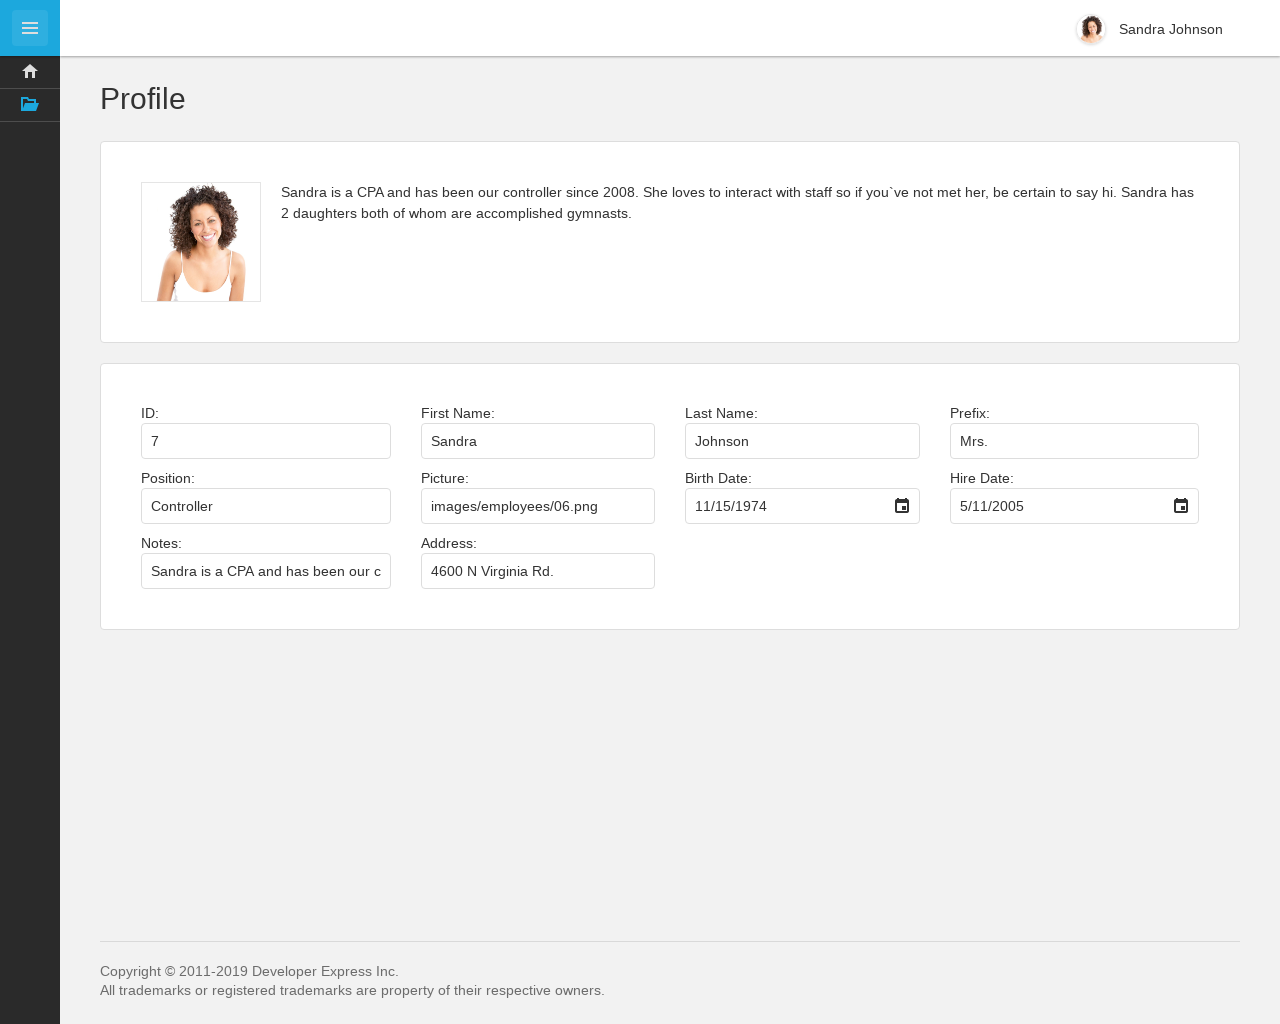 Sandra Johnson
Profile
Sandra is a CPA and has been our controller since 2008. She loves to interact with staff so if you`ve not met her, be certain to say hi. Sandra has
2 daughters both of whom are accomplished gymnasts.
ID:
7
First Name:
Sandra
Last Name:
Johnson
Prefix:
Mrs.
Position:
Controller
Picture:
images/employees/06.png
Birth Date:
11/15/1974
Hire Date:
5/11/2005
Notes:
Sandra is a CPA and has been our c
Address:
4600 N Virginia Rd.
Copyright © 2011-2019 Developer Express Inc.
All trademarks or registered trademarks are property of their respective owners.